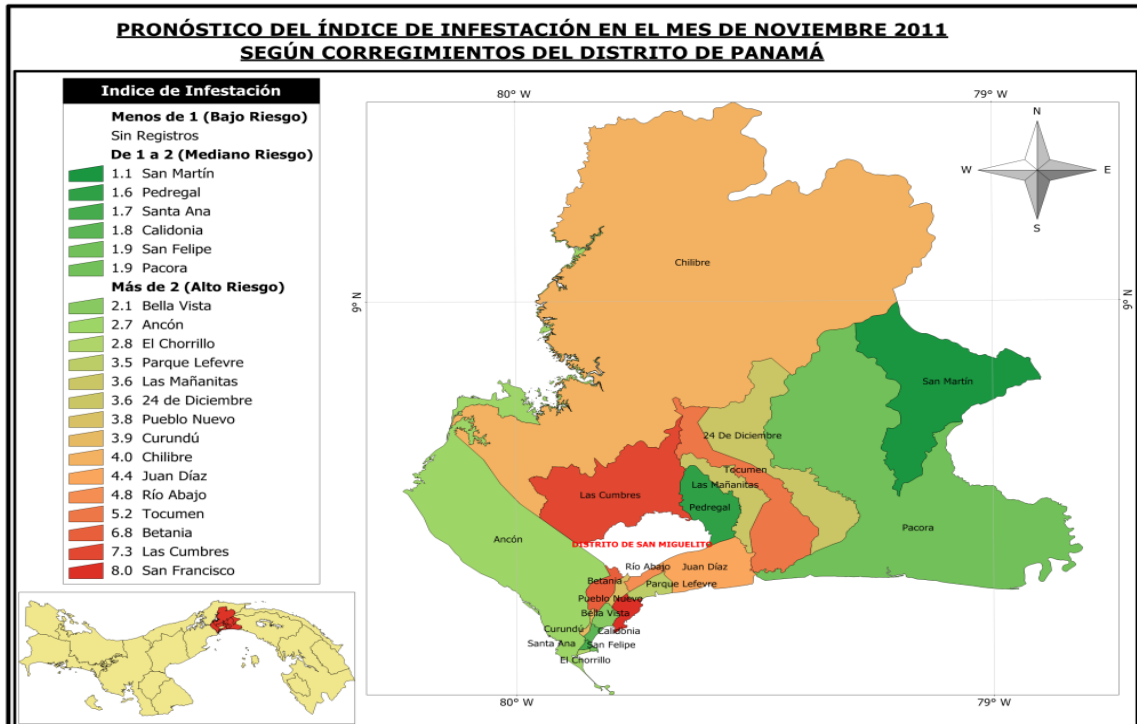 PRONÓSTICO DEL ÍNDICE DE INFESTACIÓN EN EL MES DE NOVIEMBRE 2011
SEGÚN CORREGIMIENTOS DEL DISTRITO DE PANAMÁ
Indice de Infestación
Menos de 1 (Bajo Riesgo)
Sin Registros
De 1 a 2 (Mediano Riesgo)
1.1 San Martín
1.6 Pedregal
1.7 Santa Ana
1.8 Calidonia
1.9 San Felipe
1.9 Pacora
Más de 2 (Alto Riesgo)
2.1 Bella Vista
2.7 Ancón
2.8 El Chorrillo
3.5 Parque Lefevre
3.6 Las Mañanitas
3.6 24 de Diciembre
3.8 Pueblo Nuevo
3.9 Curundú
4.0 Chilibre
4.4 Juan Díaz
4.8 Río Abajo
5.2 Tocumen
6.8 Betania
7.3 Las Cumbres
8.0 San Francisco
80° W
79° W
N
W
E
S
9° N
9° N
Chilibre
San Martín
24 De Diciembre
Tocumen
Las Mañanitas
Las Cumbres
Pedregal
Pacora
Ancón
DISTRITO DE SAN MIGUELITO
Río Abajo
Juan Díaz
Betania
Parque Lefevre
Pueblo Nuevo
Bella Vista
Curundú
Calidonia
Santa Ana
San Felipe
El Chorrillo
80° W
79° W